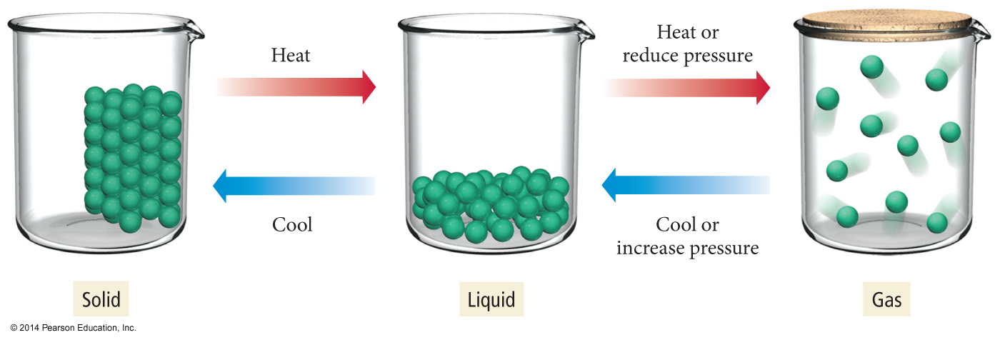 Heat
Cool
Heat or
reduce pressure
Cool or
increase pressure
Solid
Liquid
Gas
© 2014 Pearson Education, Inc.